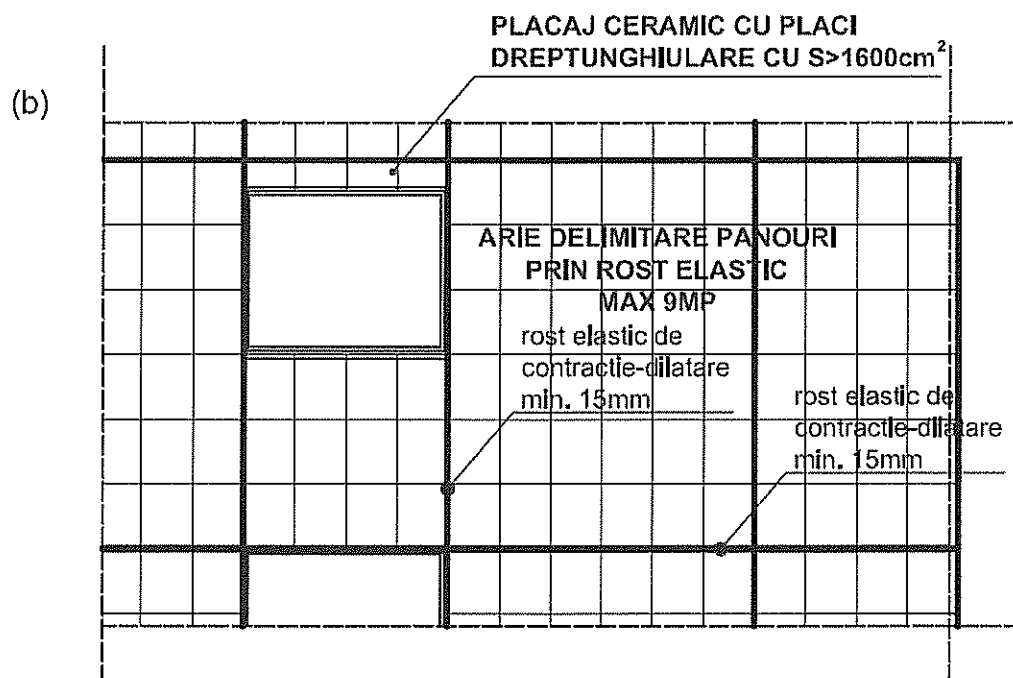 PLACAJ CERAMIC CU PLACI
DREPTUNGHIULARE CU S>1600cm²
(b)
ARIE DELIMITARE PANOURI
PRIN ROST ELASTIC
MAX 9MP
rost elastic de
contractie-dilatare
min. 15mm
rost elastic de
contractie-dilatare
min. 15mm